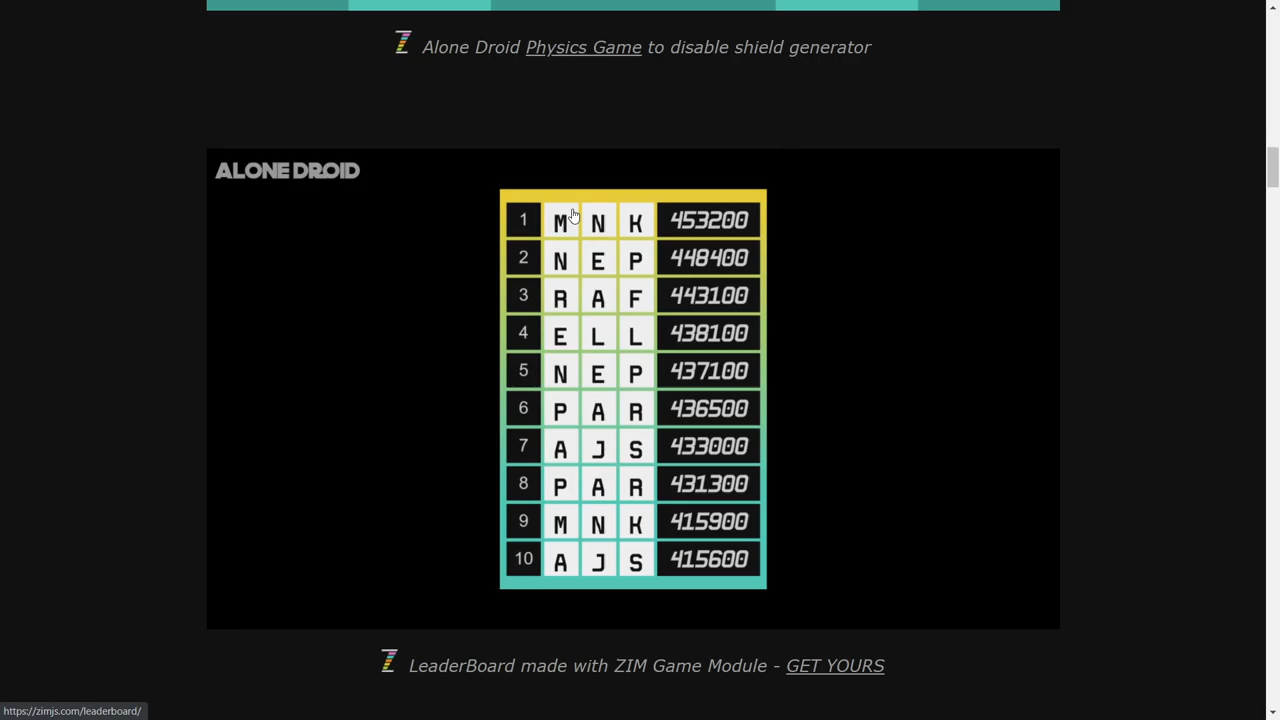 Alone Droid Physics Game to disable shield generator
ALONE DROID
1 M N K 453200
2 N E P 448400
3 R A F 443100
4 E L L 438100
5 N E P 437100
6 P A R 436500
7 A J S 433000
8 P A R 431300
9 M N K 415900
10 A J S 415600
LeaderBoard made with ZIM Game Module - GET YOURS
https://zimjs.com/leaderboard/